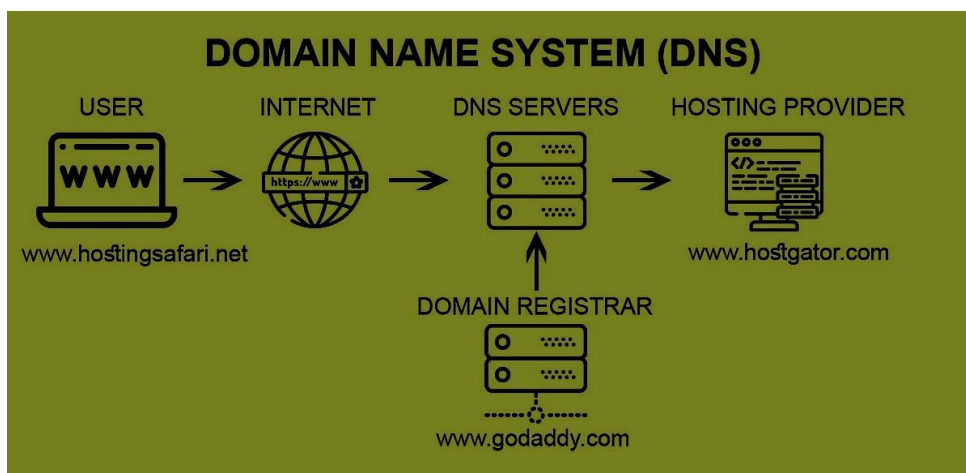 DOMAIN NAME SYSTEM (DNS)
USER
INTERNET
DNS SERVERS
HOSTING PROVIDER
WWW
https://www
</>
www.hostingsafari.net
www.hostgator.com
DOMAIN REGISTRAR
www.godaddy.com